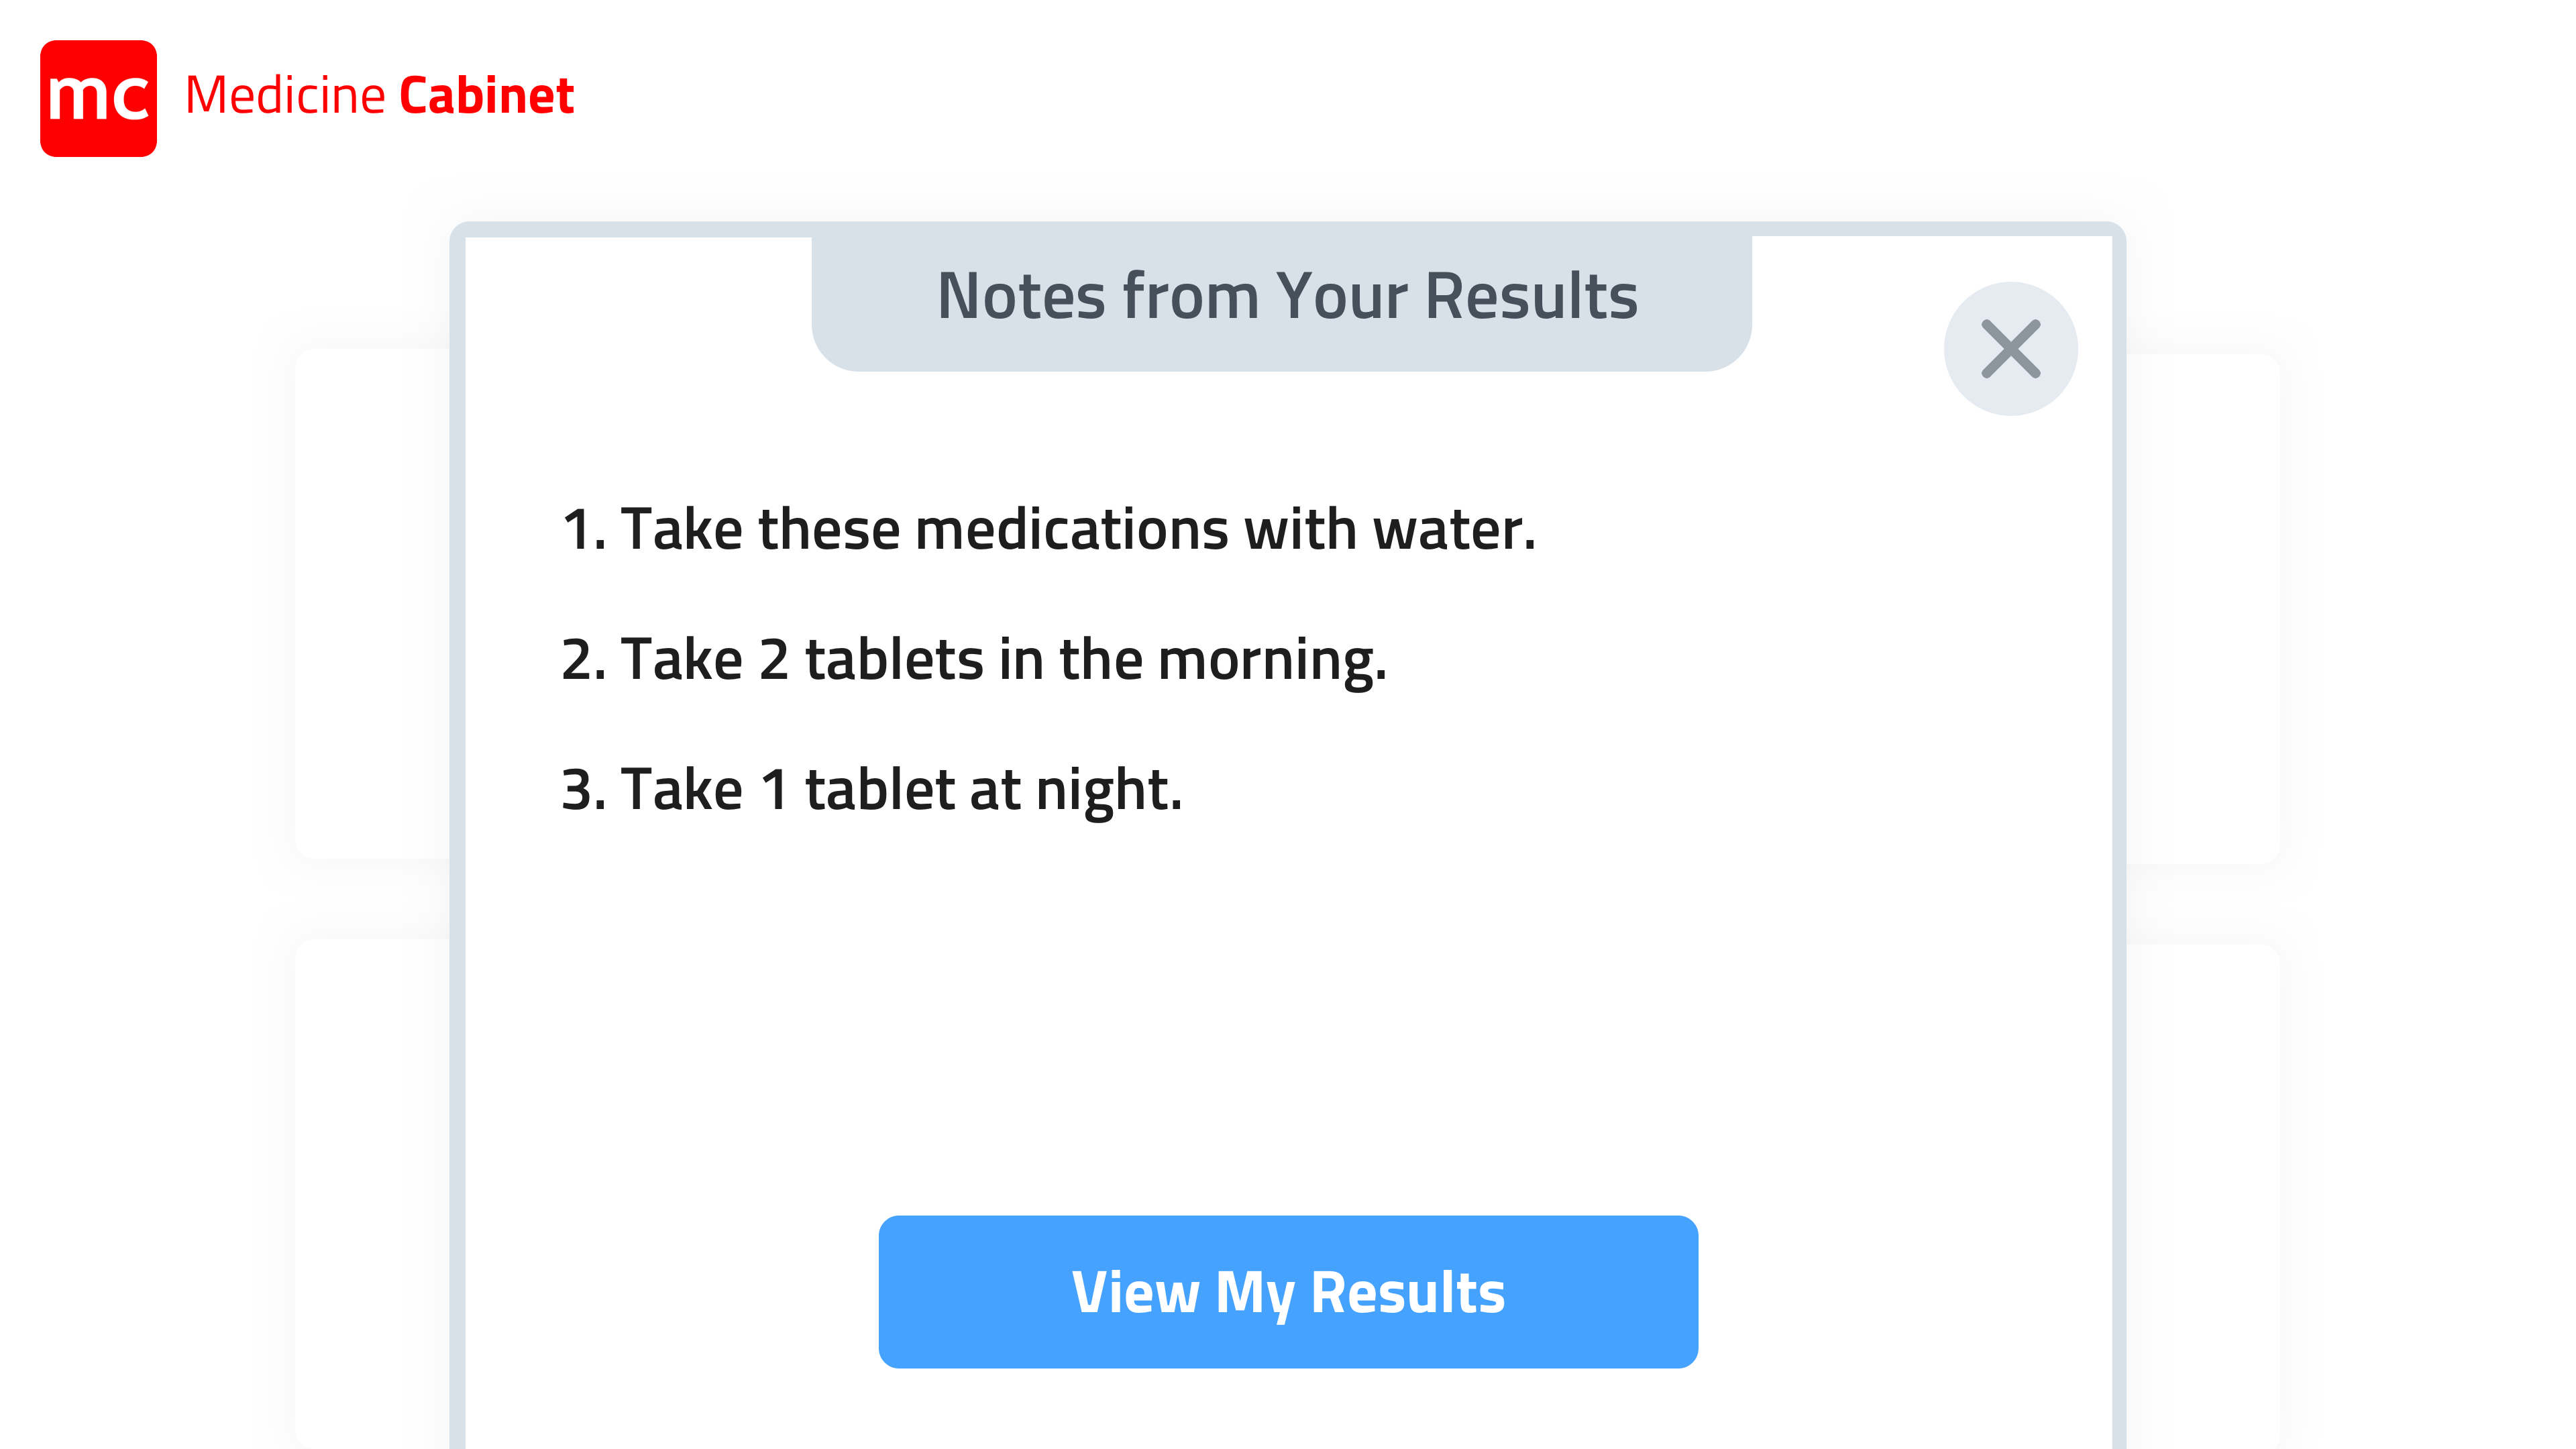 mc
Medicine Cabinet
Notes from Your Results
1. Take these medications with water.
2. Take 2 tablets in the morning.
3. Take 1 tablet at night.
View My Results